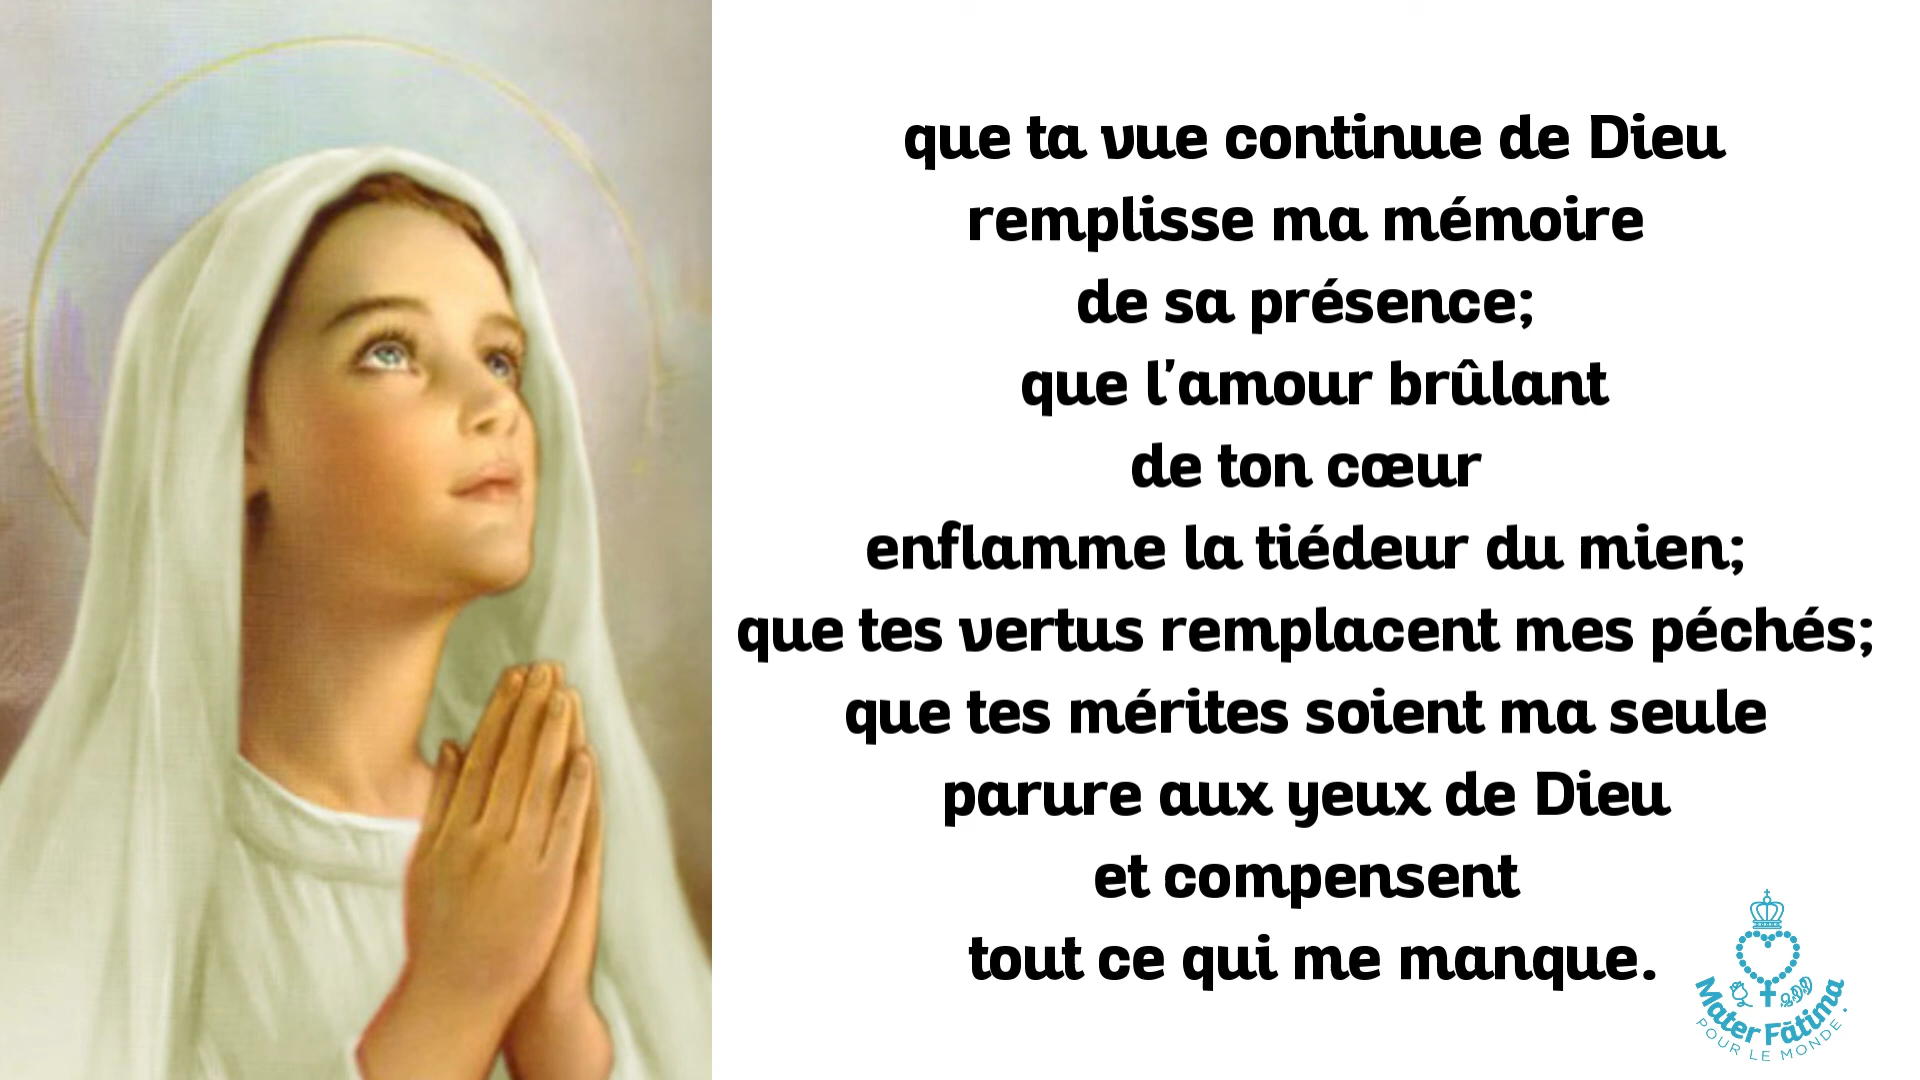 que ta vue continue de Dieu
remplisse ma mémoire
de sa présence;
que l'amour brûlant
de ton cœur
enflamme la tiédeur du mien;
que tes vertus remplacent mes péchés;
que tes mérites soient ma seule
parure aux yeux de Dieu
et compensent
tout ce qui me manque.
Mater Fãtima
POUR LE MONDE.